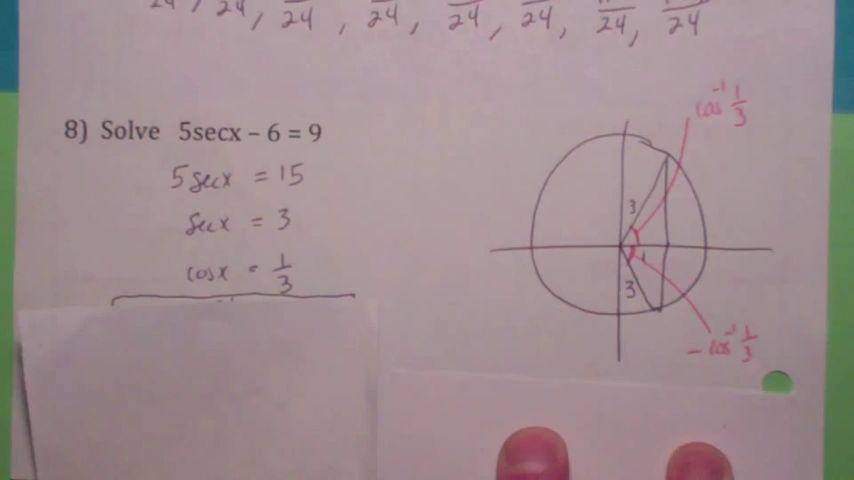 24, 24, 24, 24, 24, 24, 24, 24
8) Solve 5secx – 6 = 9
5secx = 15
secx = 3
cosx = 1/3
cos⁻¹ 1/3
3
1
3
– cos⁻¹ 1/3